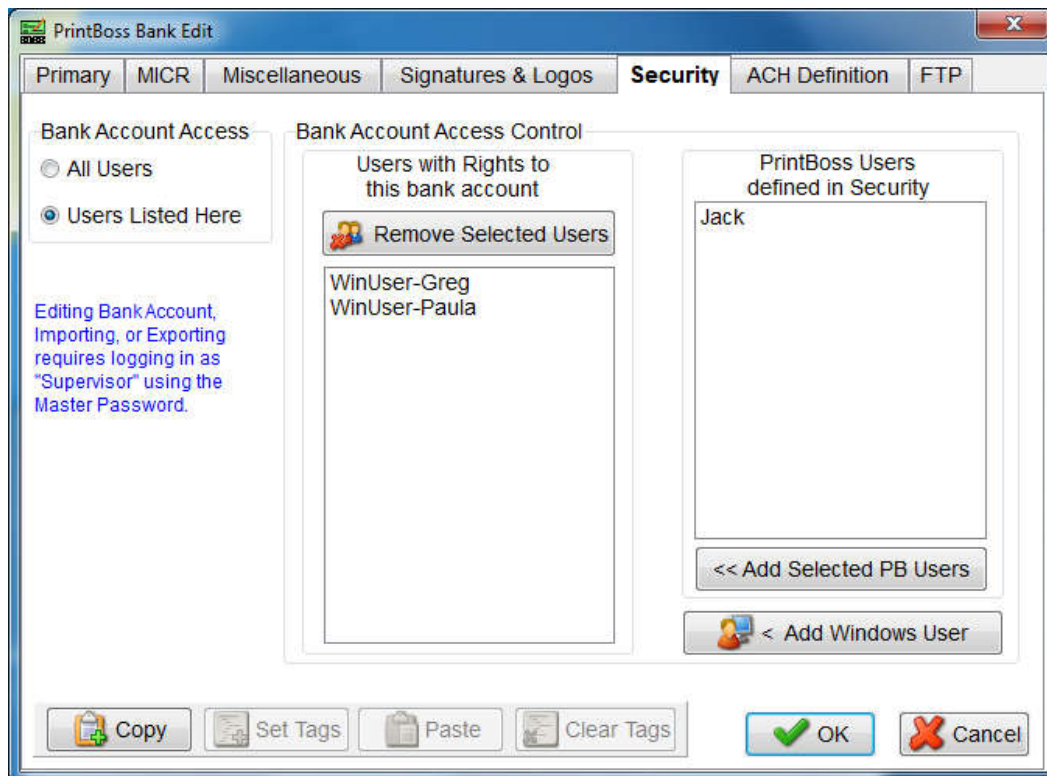 PrintBoss Bank Edit
Primary
MICR
Miscellaneous
Signatures & Logos
Security
ACH Definition
FTP
Bank Account Access
All Users
Users Listed Here
Editing Bank Account,
Importing, or Exporting
requires logging in as
"Supervisor" using the
Master Password.
Bank Account Access Control
Users with Rights to
this bank account
Remove Selected Users
WinUser-Greg
WinUser-Paula
PrintBoss Users
defined in Security
Jack
<< Add Selected PB Users
< Add Windows User
Copy
Set Tags
Paste
Clear Tags
OK
Cancel